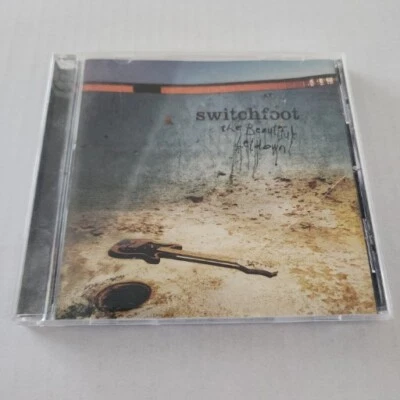 switchfoot
the Beautiful
Letdown